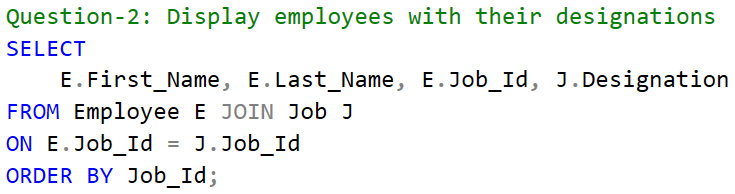 Question-2: Display employees with their designations
SELECT
    E.First_Name, E.Last_Name, E.Job_Id, J.Designation
FROM Employee E JOIN Job J
ON E.Job_Id = J.Job_Id
ORDER BY Job_Id;